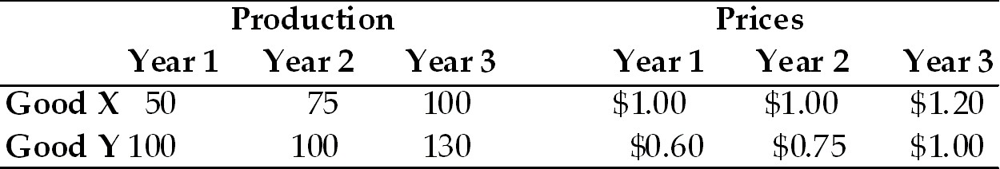 Production Prices
Year 1 Year 2 Year 3 Year 1 Year 2 Year 3
Good X 50 75 100 $1.00 $1.00 $1.20
Good Y 100 100 130 $0.60 $0.75 $1.00